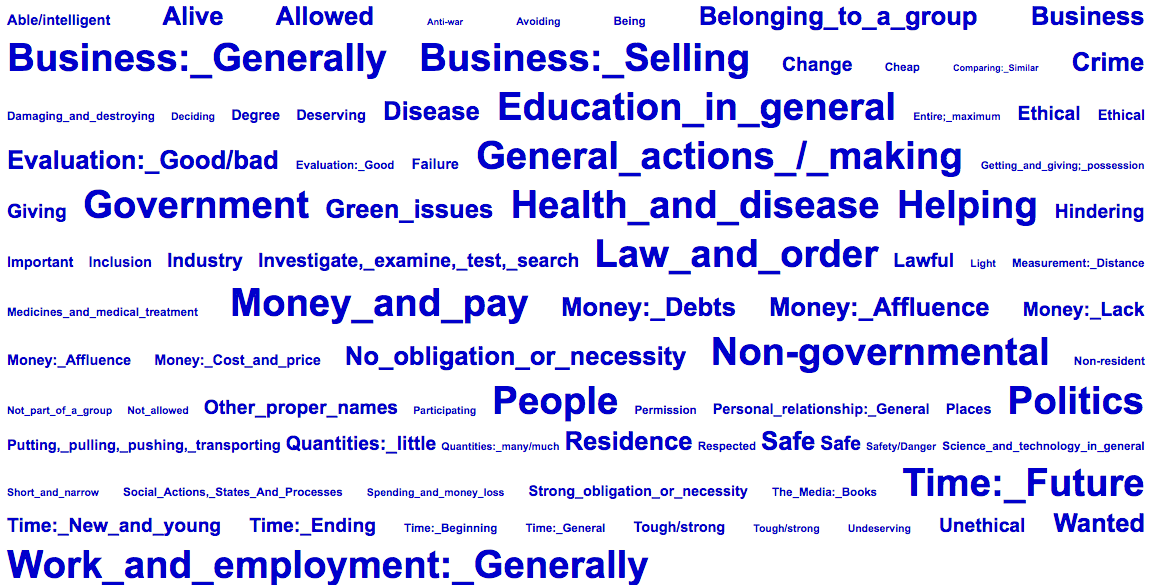 Able/intelligent Alive Allowed Anti-war Avoiding Being Belonging_to_a_group Business
Business:_Generally Business:_Selling Change Cheap Comparing:_Similar Crime
Damaging_and_destroying Deciding Degree Deserving Disease Education_in_general Entire;_maximum Ethical Ethical
Evaluation:_Good/bad Evaluation:_Good Failure General_actions_/_making Getting_and_giving;_possession
Giving Government Green_issues Health_and_disease Helping Hindering
Important Inclusion Industry Investigate,_examine,_test,_search Law_and_order Lawful Light Measurement:_Distance
Medicines_and_medical_treatment Money_and_pay Money:_Debts Money:_Affluence Money:_Lack
Money:_Affluence Money:_Cost_and_price No_obligation_or_necessity Non-governmental Non-resident
Not_part_of_a_group Not_allowed Other_proper_names Participating People Permission Personal_relationship:_General Places Politics
Putting,_pulling,_pushing,_transporting Quantities:_little Quantities:_many/much Residence Respected Safe Safe Safety/Danger Science_and_technology_in_general
Short_and_narrow Social_Actions,_States_And_Processes Spending_and_money_loss Strong_obligation_or_necessity The_Media:_Books Time:_Future
Time:_New_and_young Time:_Ending Time:_Beginning Time:_General Tough/strong Tough/strong Undeserving Unethical Wanted
Work_and_employment:_Generally